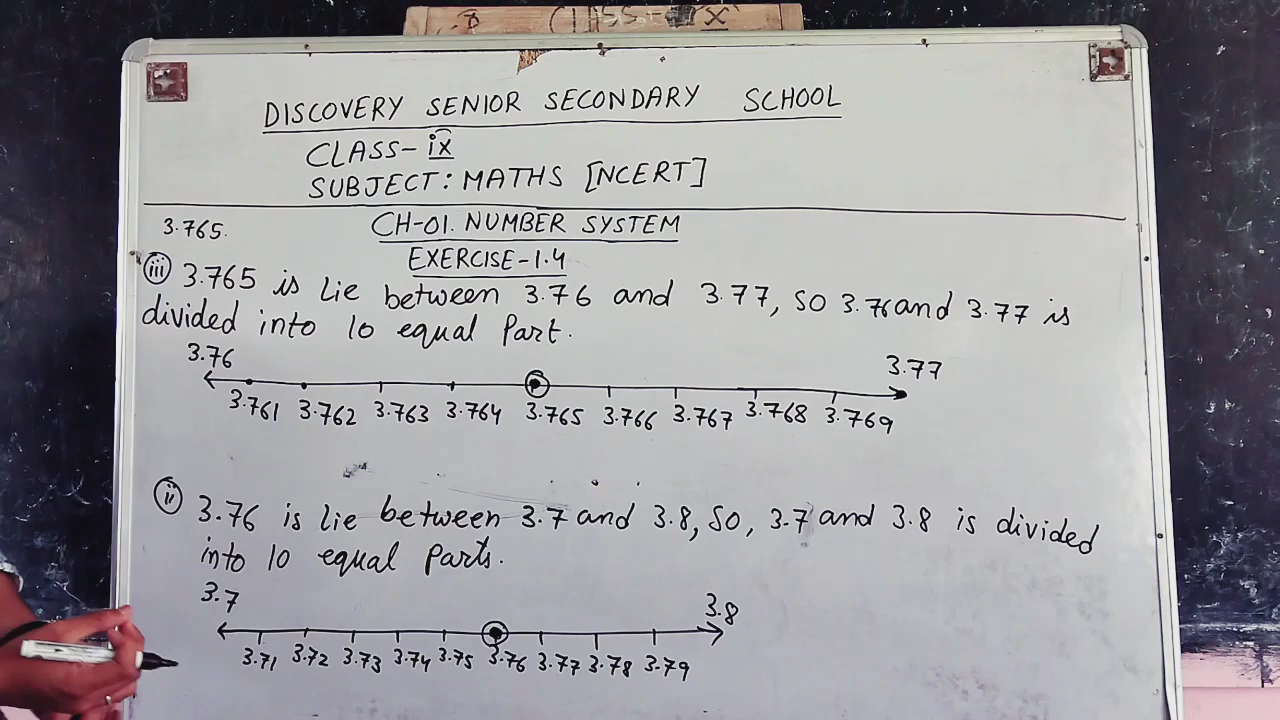 CLASS - IX
DISCOVERY SENIOR SECONDARY SCHOOL
CLASS- ix
SUBJECT: MATHS [NCERT]
3.765.
CH-01. NUMBER SYSTEM
EXERCISE-1.4
(iii) 3.765 is Lie between 3.76 and 3.77, so 3.76 and 3.77 is
divided into 10 equal Part.
3.76 3.77
3.761 3.762 3.763 3.764 3.765 3.766 3.767 3.768 3.769
(ii) 3.76 is lie between 3.7 and 3.8, So, 3.7 and 3.8 is divided
into 10 equal Parts.
3.7 3.8
3.71 3.72 3.73 3.74 3.75 3.76 3.77 3.78 3.79